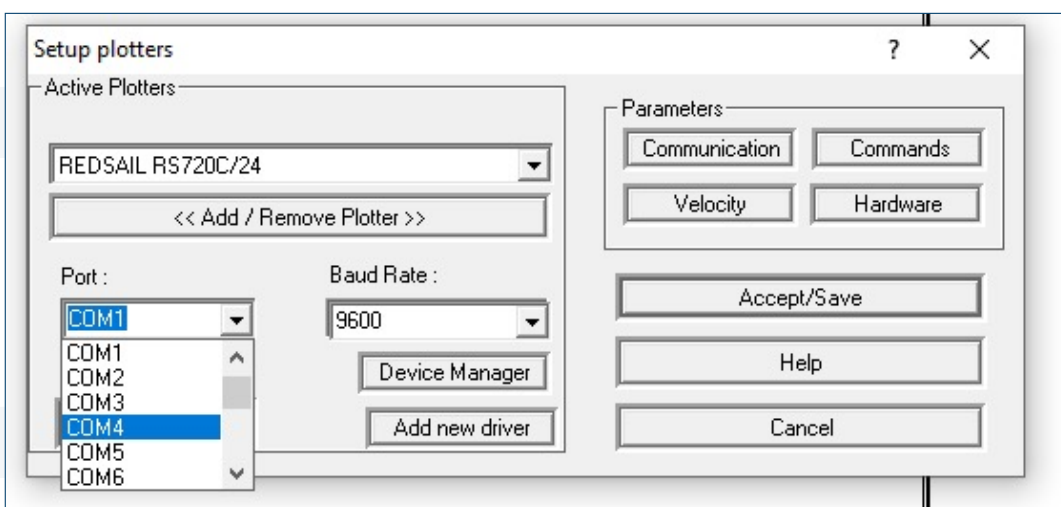 Setup plotters
?
Active Plotters
REDSAIL RS720C/24
<< Add / Remove Plotter >>
Port :
Baud Rate :
COM1
9600
COM1
COM2
COM3
COM4
COM5
COM6
Device Manager
Add new driver
Parameters
Communication
Commands
Velocity
Hardware
Accept/Save
Help
Cancel